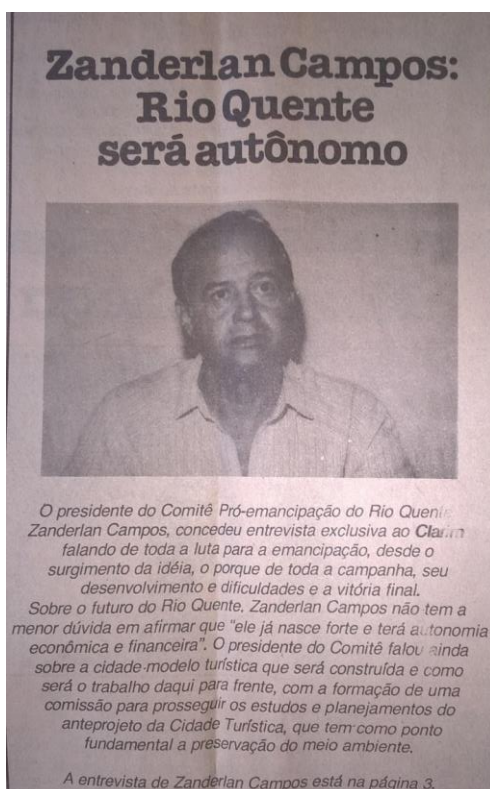 Zanderlan Campos:
Rio Quente
será autônomo
O presidente do Comitê Pró-emancipação do Rio Quente
Zanderlan Campos, concedeu entrevista exclusiva ao Clarim
falando de toda a luta para a emancipação, desde o
surgimento da idéia, o porque de toda a campanha, seu
desenvolvimento e dificuldades e a vitória final.
Sobre o futuro do Rio Quente, Zanderlan Campos não tem a
menor dúvida em afirmar que "ele já nasce forte e terá autonomia
econômica e financeira". O presidente do Comitê falou ainda
sobre a cidade-modelo turística que será construída e como
será o trabalho daqui para frente, com a formação de uma
comissão para prosseguir os estudos e planejamentos do
anteprojeto da Cidade Turística, que tem como ponto
fundamental a preservação do meio ambiente.
A entrevista de Zanderlan Campos está na página 3.